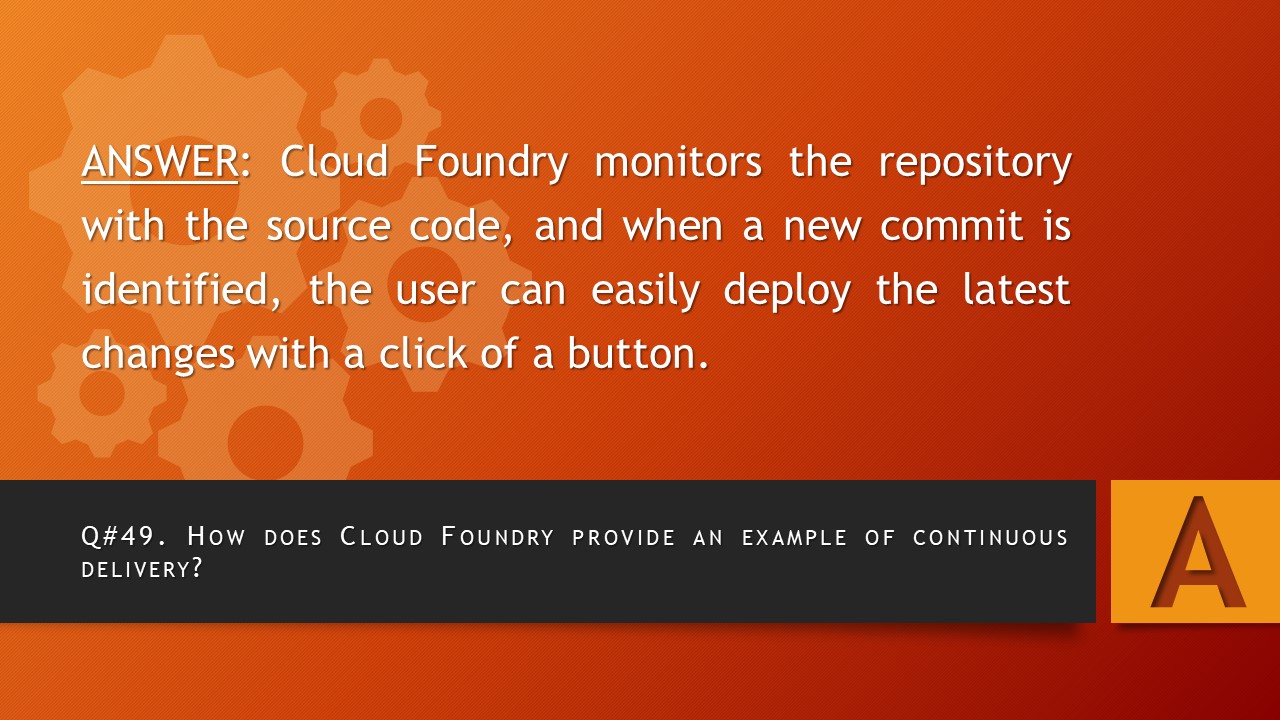 ANSWER: Cloud Foundry monitors the repository
with the source code, and when a new commit is
identified, the user can easily deploy the latest
changes with a click of a button.
Q#49. How does Cloud Foundry provide an example of continuous
delivery?
A